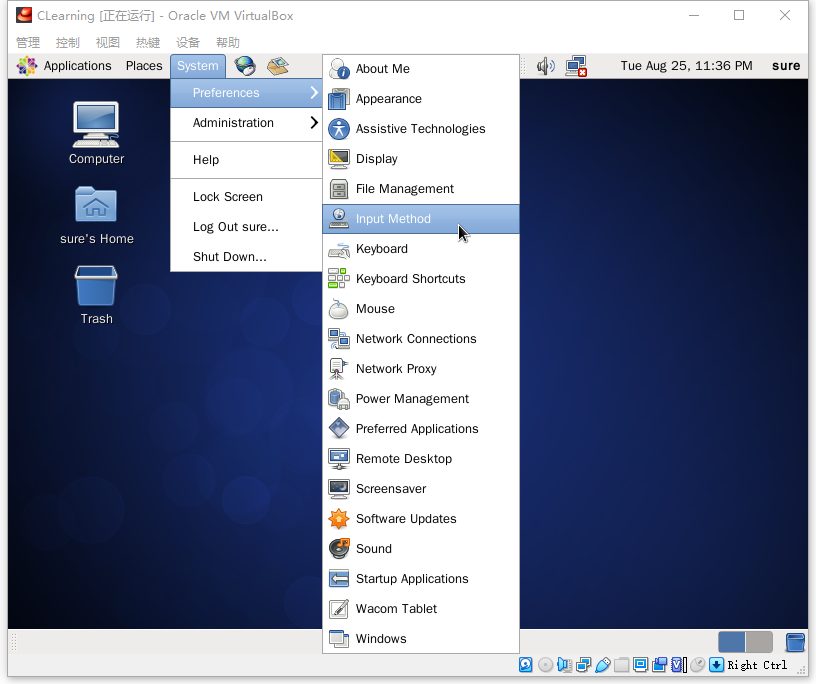 CLearning [正在运行] - Oracle VM VirtualBox
管理 控制 视图 热键 设备 帮助
Applications Places System Tue Aug 25, 11:36 PM sure
Computer
sure's Home
Trash
Preferences
Administration
Help
Lock Screen
Log Out sure...
Shut Down...
About Me
Appearance
Assistive Technologies
Display
File Management
Input Method
Keyboard
Keyboard Shortcuts
Mouse
Network Connections
Network Proxy
Power Management
Preferred Applications
Remote Desktop
Screensaver
Software Updates
Sound
Startup Applications
Wacom Tablet
Windows
Right Ctrl